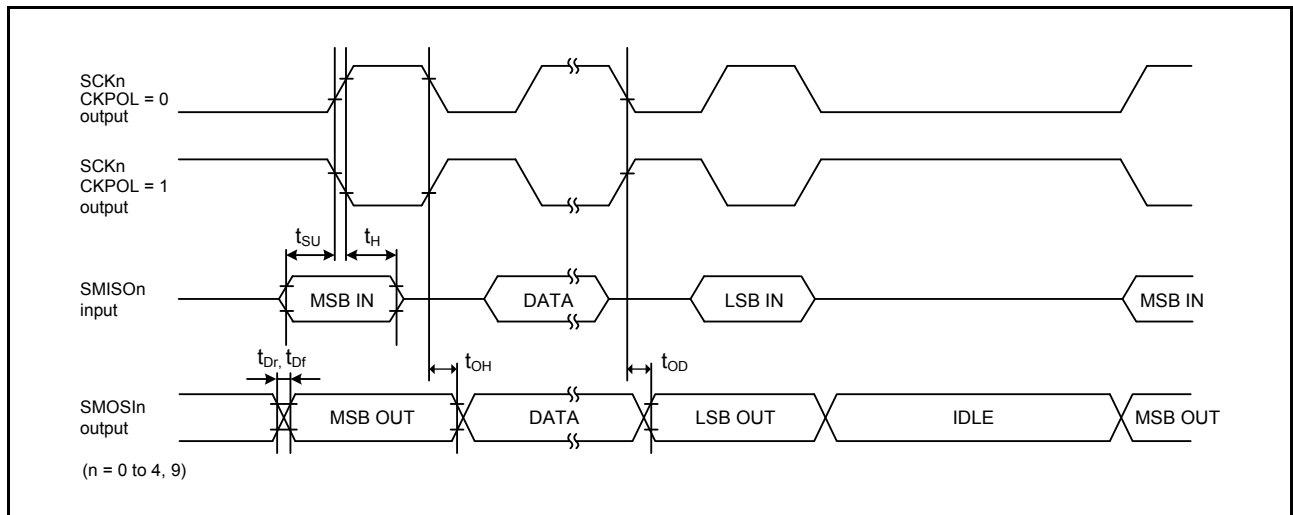 SCKn
CKPOL = 0
output
SCKn
CKPOL = 1
output
tSU
tH
SMISOn
input
MSB IN
DATA
LSB IN
MSB IN
tDr, tDf
tOH
tOD
SMOSIn
output
MSB OUT
DATA
LSB OUT
IDLE
MSB OUT
(n = 0 to 4, 9)